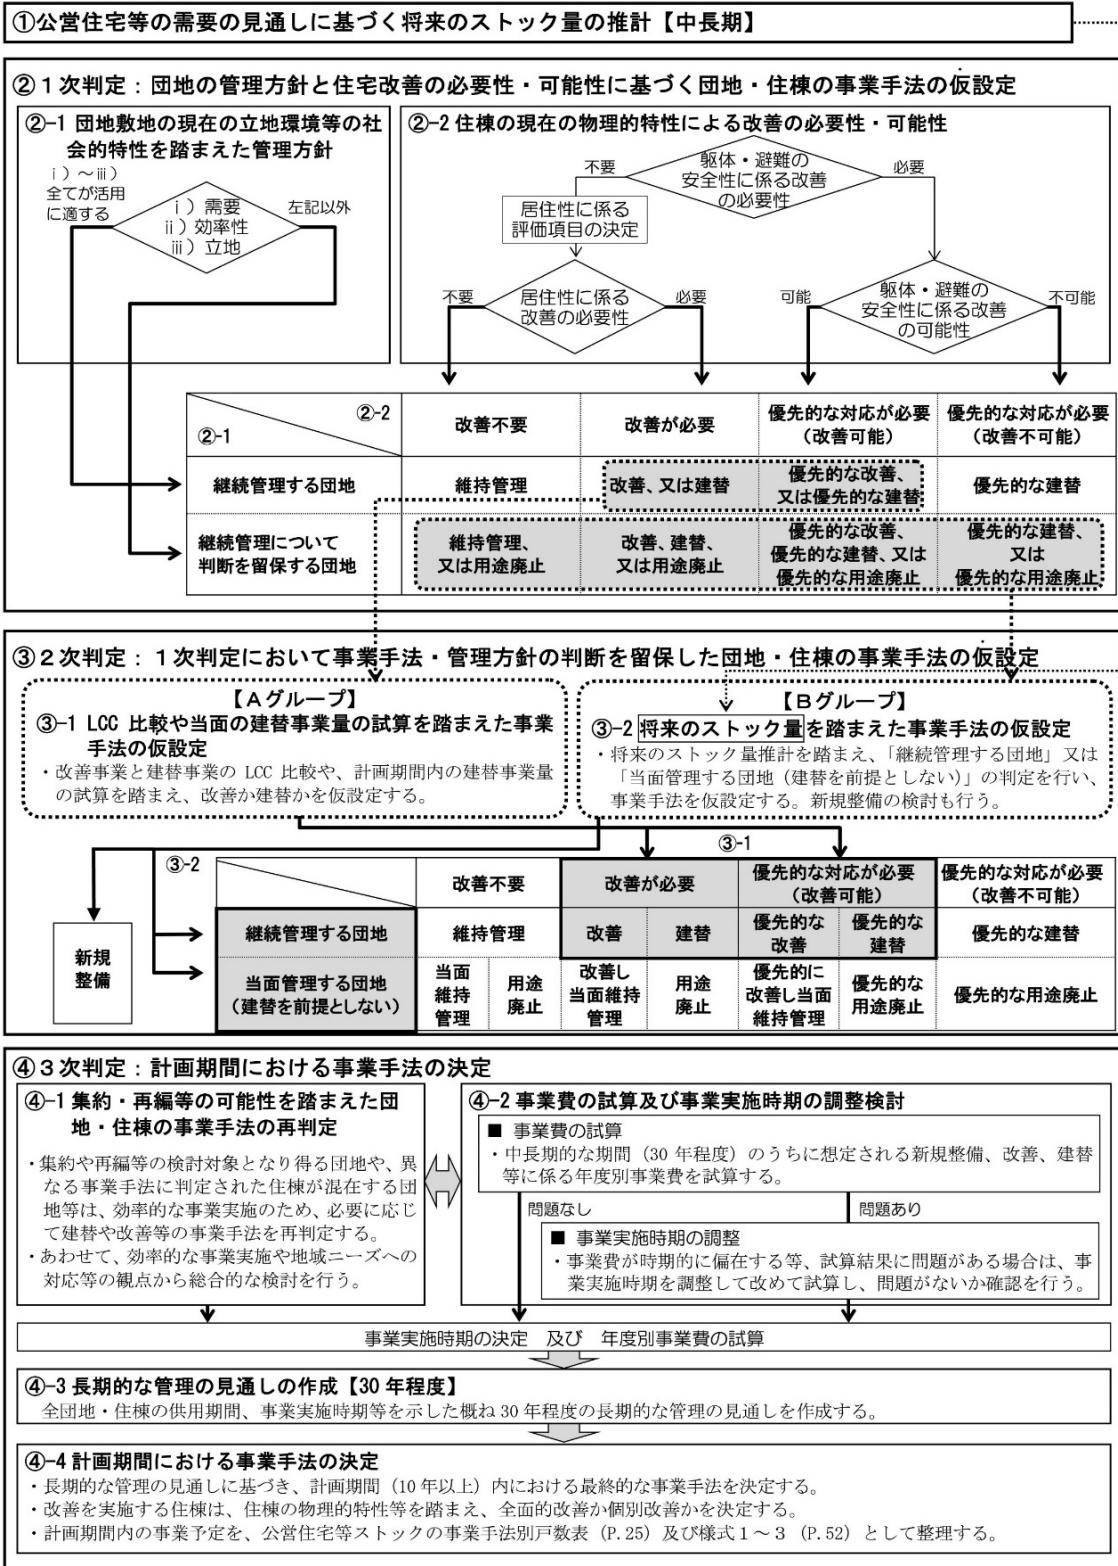 ①公営住宅等の需要の見通しに基づく将来のストック量の推計【中長期】
②１次判定：団地の管理方針と住宅改善の必要性・可能性に基づく団地・住棟の事業手法の仮設定
②-1 団地敷地の現在の立地環境等の社
会的特性を踏まえた管理方針
ⅰ）～ⅲ）
全てが活用
に適する
ⅰ）需要
ⅱ）効率性
ⅲ）立地
左記以外
②-2 住棟の現在の物理的特性による改善の必要性・可能性
不要
躯体・避難の
安全性に係る改善
の必要性
必要
居住性に係る
評価項目の決定
不要
居住性に係る
改善の必要性
必要
可能
躯体・避難の
安全性に係る改善
の可能性
不可能
②-2
②-1
改善不要
改善が必要
優先的な対応が必要
（改善可能）
優先的な対応が必要
（改善不可能）
継続管理する団地
維持管理
改善、又は建替
優先的な改善、
又は優先的な建替
優先的な建替
継続管理について
判断を留保する団地
維持管理、
又は用途廃止
改善、建替、
又は用途廃止
優先的な改善、
優先的な建替、又は
優先的な用途廃止
優先的な建替、
又は
優先的な用途廃止
③２次判定：１次判定において事業手法・管理方針の判断を留保した団地・住棟の事業手法の仮設定
【Ａグループ】
③-1 LCC 比較や当面の建替事業量の試算を踏まえた事業
手法の仮設定
・改善事業と建替事業の LCC 比較や、計画期間内の建替事業量
の試算を踏まえ、改善か建替かを仮設定する。
【Ｂグループ】
③-2 将来のストック量を踏まえた事業手法の仮設定
・将来のストック量推計を踏まえ、「継続管理する団地」又は
「当面管理する団地（建替を前提としない）」の判定を行い、
事業手法を仮設定する。新規整備の検討も行う。
③-1
③-2
新規
整備
改善不要
改善が必要
優先的な対応が必要
（改善可能）
優先的な対応が必要
（改善不可能）
継続管理する団地
維持管理
改善
建替
優先的な
改善
優先的な
建替
優先的な建替
当面管理する団地
（建替を前提としない）
当面
維持
管理
用途
廃止
改善し
当面維持
管理
用途
廃止
優先的に
改善し当面
維持管理
優先的な
用途廃止
優先的な用途廃止
④３次判定：計画期間における事業手法の決定
④-1 集約・再編等の可能性を踏まえた団
地・住棟の事業手法の再判定
・集約や再編等の検討対象となり得る団地や、異
なる事業手法に判定された住棟が混在する団
地等は、効率的な事業実施のため、必要に応じ
て建替や改善等の事業手法を再判定する。
・あわせて、効率的な事業実施や地域ニーズへの
対応等の観点から総合的な検討を行う。
④-2 事業費の試算及び事業実施時期の調整検討
■ 事業費の試算
・中長期的な期間（30 年程度）のうちに想定される新規整備、改善、建替
等に係る年度別事業費を試算する。
問題なし
問題あり
■ 事業実施時期の調整
・事業費が時期的に偏在する等、試算結果に問題がある場合は、事
業実施時期を調整して改めて試算し、問題がないか確認を行う。
事業実施時期の決定 及び 年度別事業費の試算
④-3 長期的な管理の見通しの作成【30 年程度】
全団地・住棟の供用期間、事業実施時期等を示した概ね 30 年程度の長期的な管理の見通しを作成する。
④-4 計画期間における事業手法の決定
・長期的な管理の見通しに基づき、計画期間（10 年以上）内における最終的な事業手法を決定する。
・改善を実施する住棟は、住棟の物理的特性等を踏まえ、全面的改善か個別改善かを決定する。
・計画期間内の事業予定を、公営住宅等ストックの事業手法別戸数表（P.25）及び様式１～３（P.52）として整理する。